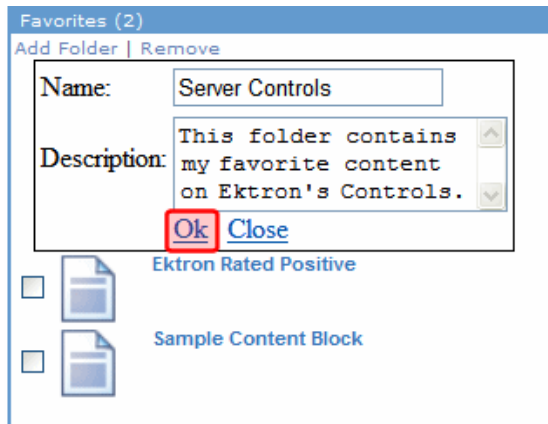 Favorites (2)
Add Folder | Remove
Name: Server Controls
Description: This folder contains
my favorite content
on Ektron's Controls.
Ok Close
Ektron Rated Positive
Sample Content Block